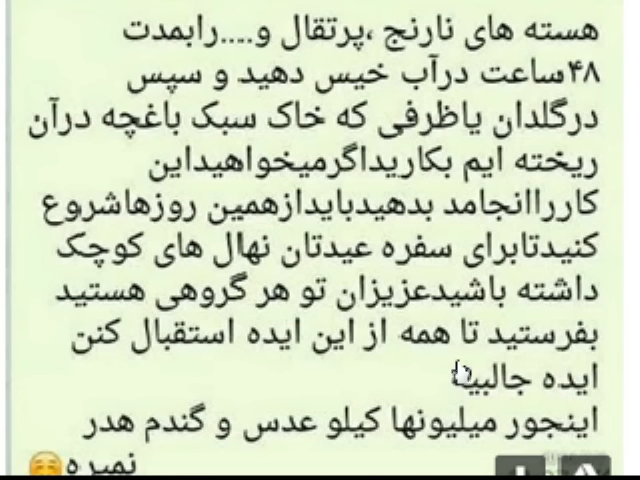 هسته های نارنج ،پرتقال و....رابمدت
۴۸ساعت درآب خیس دهید و سپس
درگلدان یاظرفی که خاک سبک باغچه درآن
ریخته ایم بکاریداگرمیخواهیداین
کارراانجامد بدهیدبایدازهمین روزهاشروع
کنیدتابرای سفره عیدتان نهال های کوچک
داشته باشیدعزیزان تو هر گروهی هستید
بفرستید تا همه از این ایده استقبال کنن
ایده جالبیه
اینجور میلیونها کیلو عدس و گندم هدر
نمیره😊